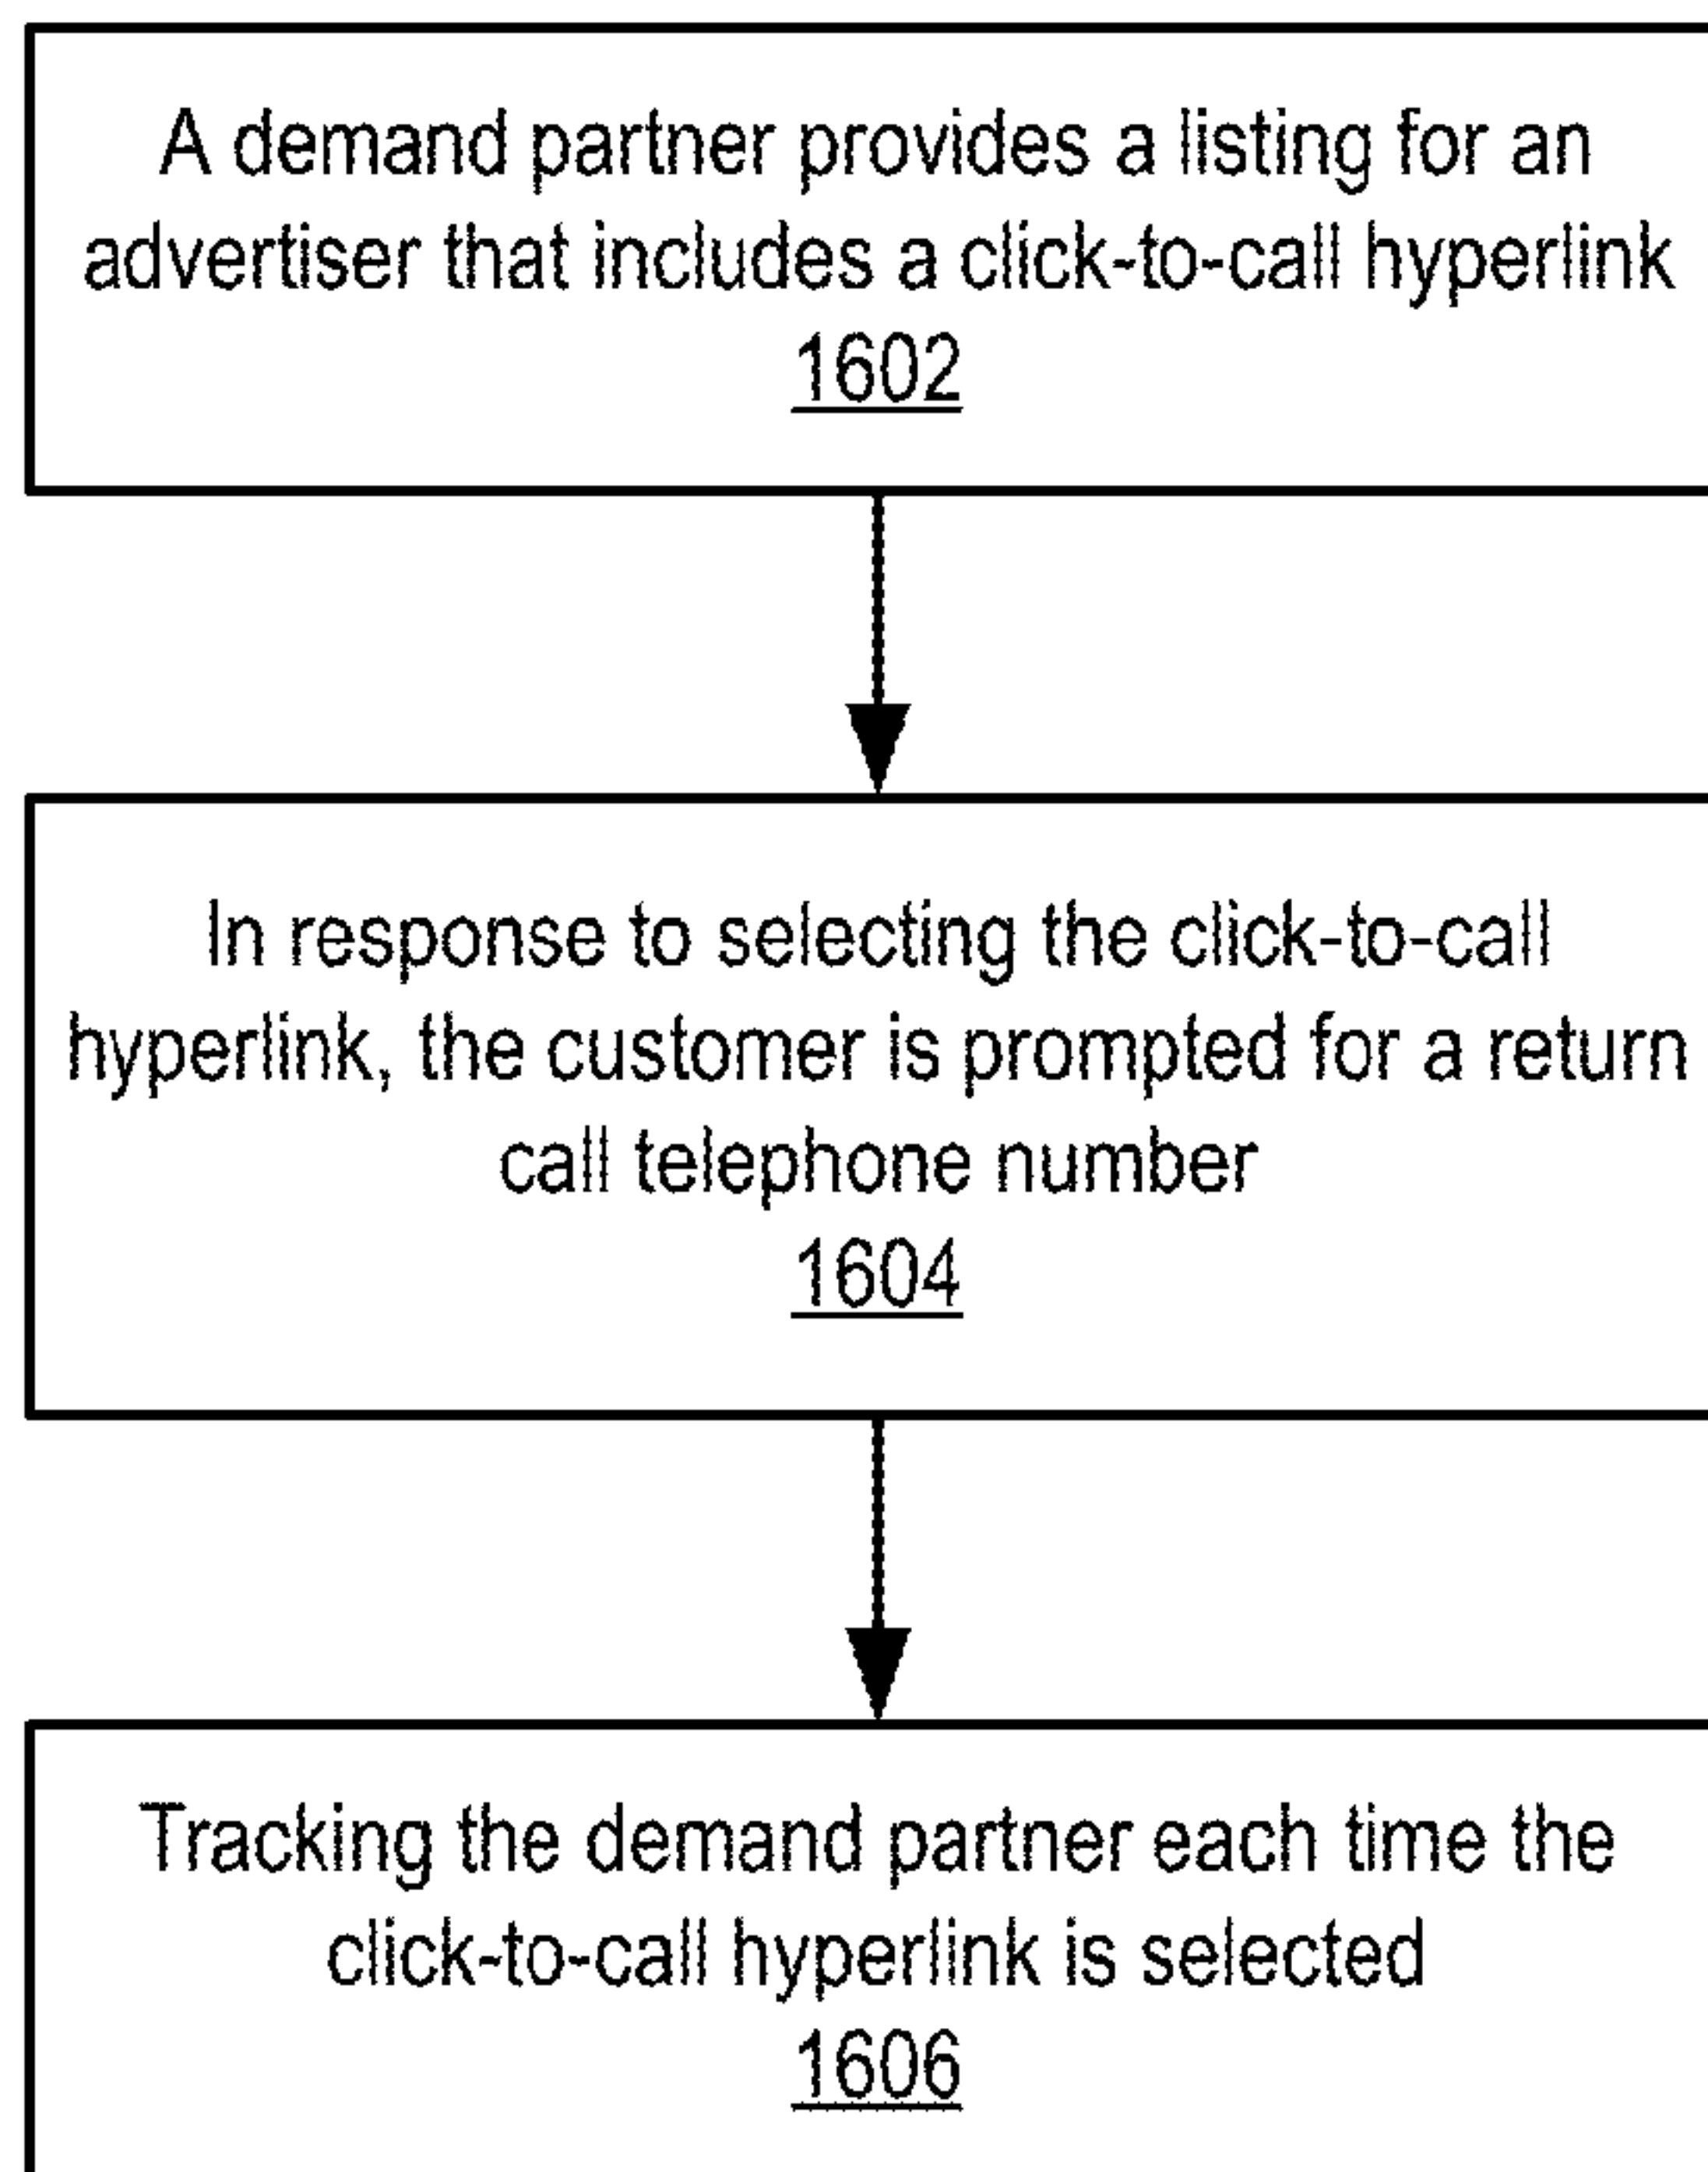 A demand partner provides a listing for an
advertiser that includes a click-to-call hyperlink
1602
In response to selecting the click-to-call
hyperlink, the customer is prompted for a return
call telephone number
1604
Tracking the demand partner each time the
click-to-call hyperlink is selected
1606